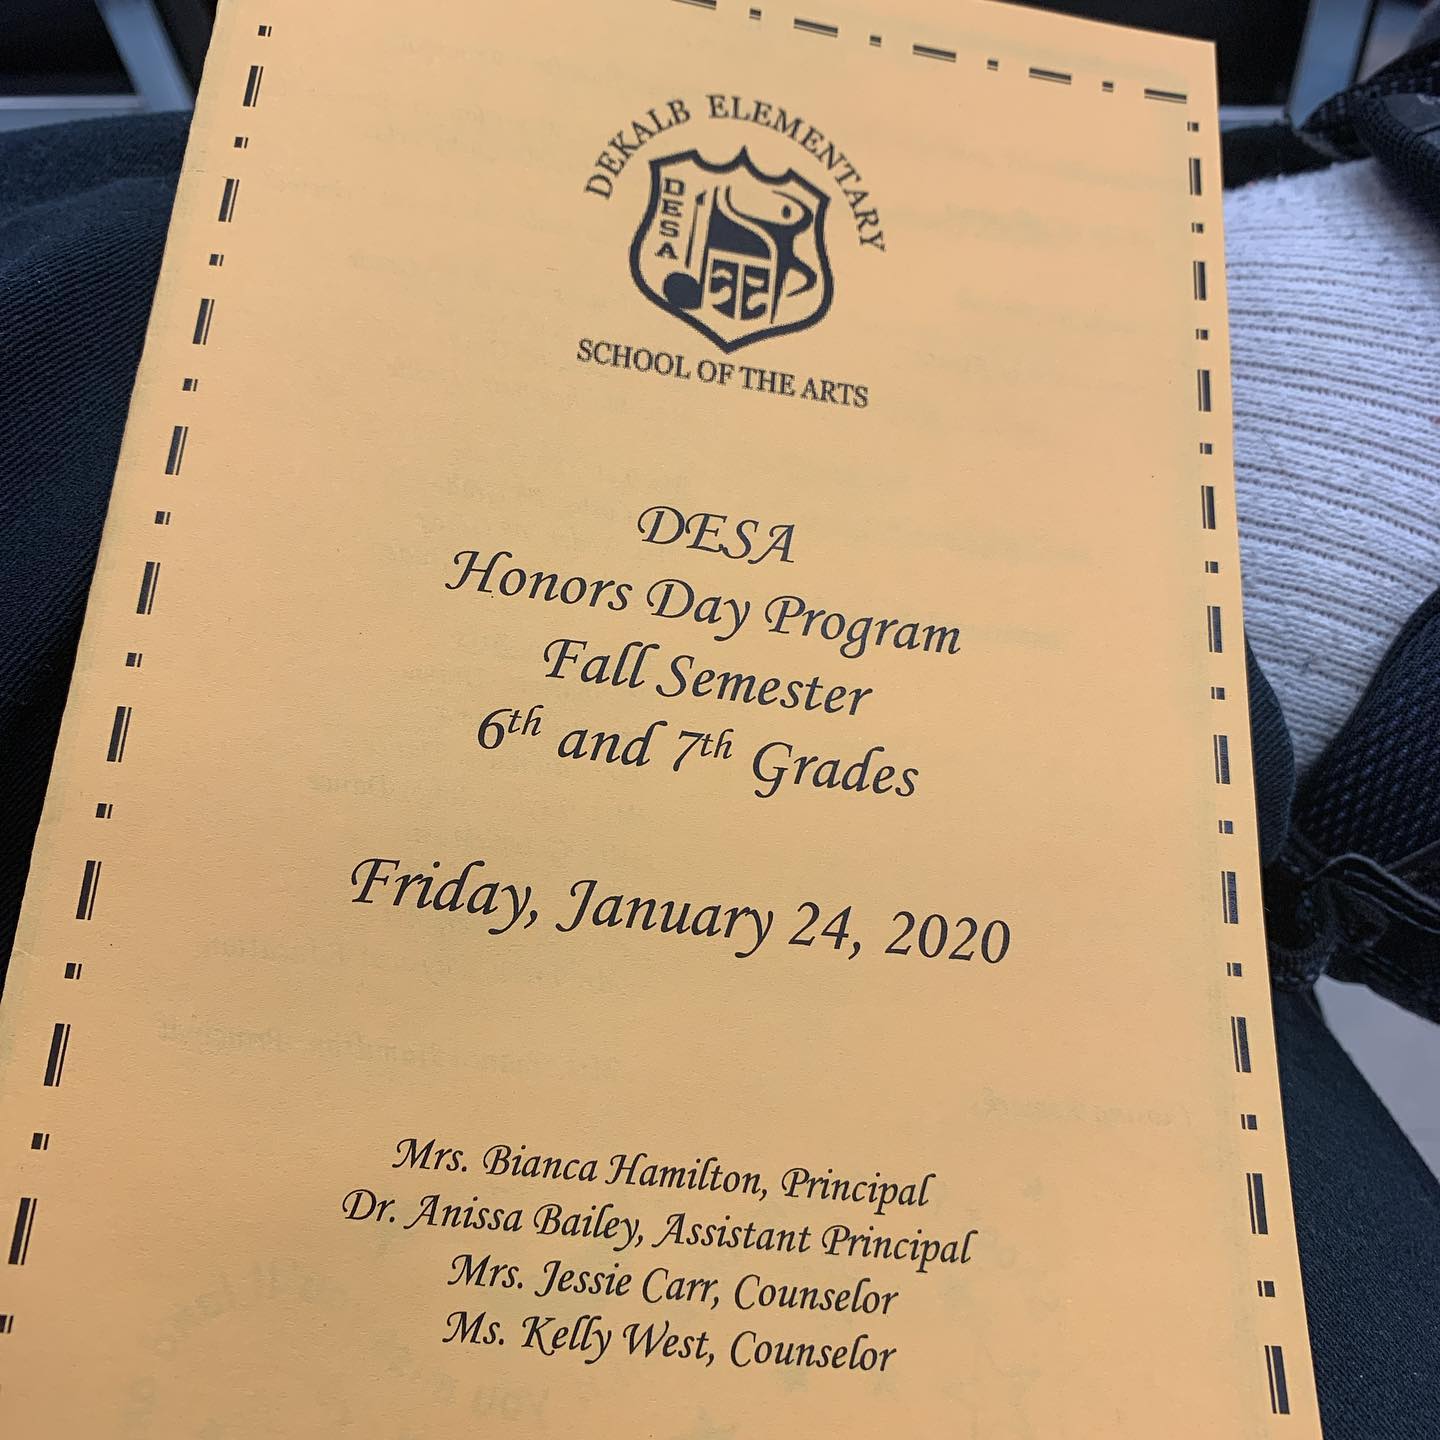 DEKALB ELEMENTARY
DESA
SCHOOL OF THE ARTS
DESA
Honors Day Program
Fall Semester
6th and 7th Grades
Friday, January 24, 2020
Mrs. Bianca Hamilton, Principal
Dr. Anissa Bailey, Assistant Principal
Mrs. Jessie Carr, Counselor
Ms. Kelly West, Counselor